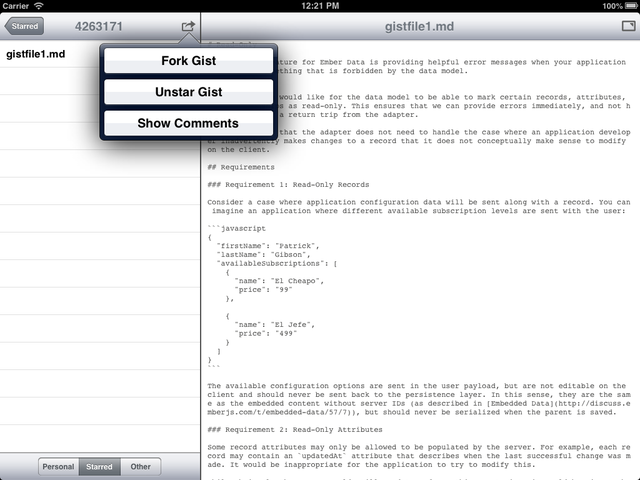 Carrier 12:21 PM 100%
Starred 4263171 gistfile1.md
gistfile1.md
Fork Gist
Unstar Gist
Show Comments
ture for Ember Data is providing helpful error messages when your application
thing that is forbidden by the data model.
ould like for the data model to be able to mark certain records, attributes,
s as read-only. This ensures that we can provide errors immediately, and not h
a return trip from the adapter.
that the adapter does not need to handle the case where an application develop
er inadvertently makes changes to a record that it does not conceptually make sense to modify
on the client.
## Requirements
### Requirement 1: Read-Only Records
Consider a case where application configuration data will be sent along with a record. You can
imagine an application where different available subscription levels are sent with the user:
```javascript
{
"firstName": "Patrick",
"lastName": "Gibson",
"availableSubscriptions": [
{
"name": "El Cheapo",
"price": "99"
},
{
"name": "El Jefe",
"price": "499"
}
]
}
```
The available configuration options are sent in the user payload, but are not editable on the
client and should never be sent back to the persistence layer. In this sense, they are the sam
e as the embedded content without server IDs (as described in [Embedded Data](http://discuss.e
mberjs.com/t/embedded-data/57/7)), but should never be serialized when the parent is saved.
### Requirement 2: Read-Only Attributes
Some record attributes may only be allowed to be populated by the server. For example, each re
cord may contain an `updatedAt` attribute that describes when the last successful change was m
ade. It would be inappropriate for the application to try to modify this.
Personal Starred Other